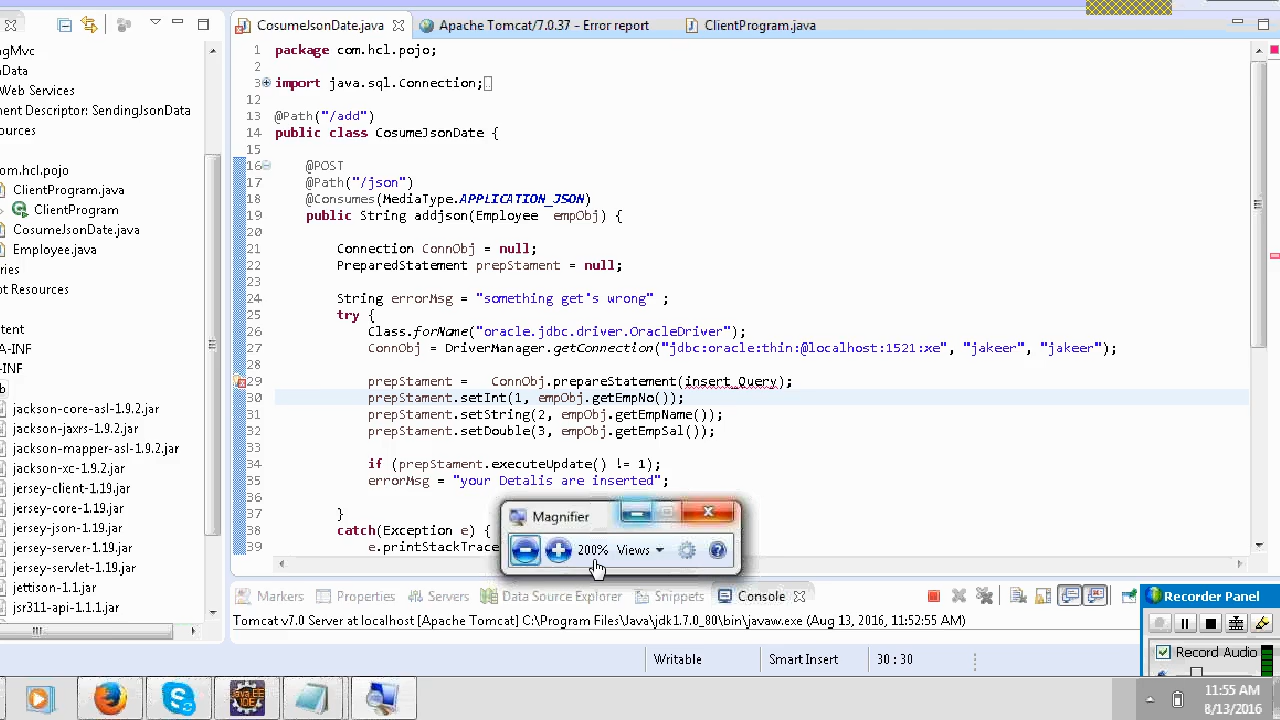 CosumeJsonDate.java
Apache Tomcat/7.0.37 - Error report
ClientProgram.java
ngMvc
nData
Web Services
nent Descriptor: SendingJsonData
ources
com.hcl.pojo
ClientProgram.java
ClientProgram
CosumeJsonDate.java
Employee.java
ries
pt Resources
ntent
A-INF
-INF
b
jackson-core-asl-1.9.2.jar
jackson-jaxrs-1.9.2.jar
jackson-mapper-asl-1.9.2.jar
jackson-xc-1.9.2.jar
jersey-client-1.19.jar
jersey-core-1.19.jar
jersey-json-1.19.jar
jersey-server-1.19.jar
jersey-servlet-1.19.jar
jettison-1.1.jar
jsr311-api-1.1.1.jar
1 package com.hcl.pojo;
2
3 import java.sql.Connection;
12
13 @Path("/add")
14 public class CosumeJsonDate {
15
16 @POST
17 @Path("/json")
18 @Consumes(MediaType.APPLICATION_JSON)
19 public String addjson(Employee empObj) {
20
21 Connection ConnObj = null;
22 PreparedStatement prepStament = null;
23
24 String errorMsg = "something get's wrong" ;
25 try {
26 Class.forName("oracle.jdbc.driver.OracleDriver");
27 ConnObj = DriverManager.getConnection("jdbc:oracle:thin:@localhost:1521:xe", "jakeer", "jakeer");
28
29 prepStament = ConnObj.prepareStatement(insert_Query);
30 prepStament.setInt(1, empObj.getEmpNo());
31 prepStament.setString(2, empObj.getEmpName());
32 prepStament.setDouble(3, empObj.getEmpSal());
33
34 if (prepStament.executeUpdate() != 1);
35 errorMsg = "your Detalis are inserted";
36
37 }
38 catch(Exception e) {
39 e.printStackTrace
Magnifier
200% Views
Markers
Properties
Servers
Data Source Explorer
Snippets
Console
Tomcat v7.0 Server at localhost [Apache Tomcat] C:\Program Files\Java\jdk1.7.0_80\bin\javaw.exe (Aug 13, 2016, 11:52:55 AM)
Writable
Smart Insert
30 : 30
Recorder Panel
Record Audio
Java EE
IDE
11:55 AM
8/13/2016